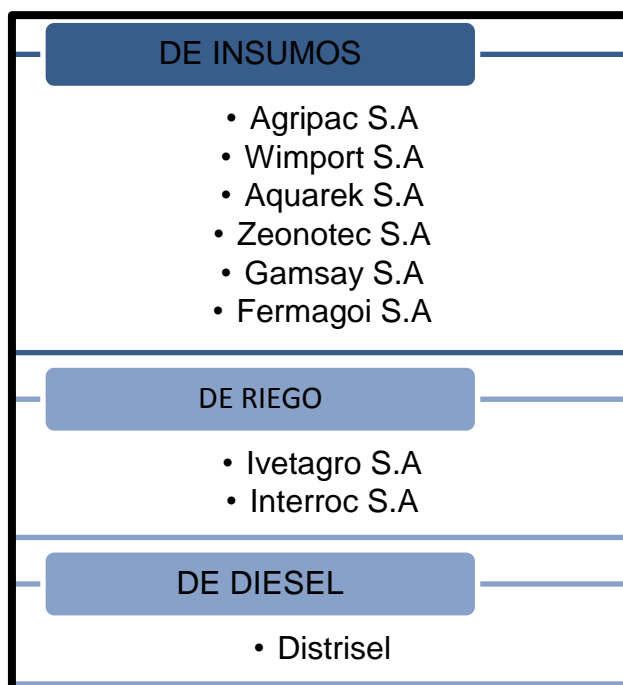 DE INSUMOS
• Agripac S.A
• Wimport S.A
• Aquarek S.A
• Zeonotec S.A
• Gamsay S.A
• Fermagoi S.A
DE RIEGO
• Ivetagro S.A
• Interroc S.A
DE DIESEL
• Distrisel